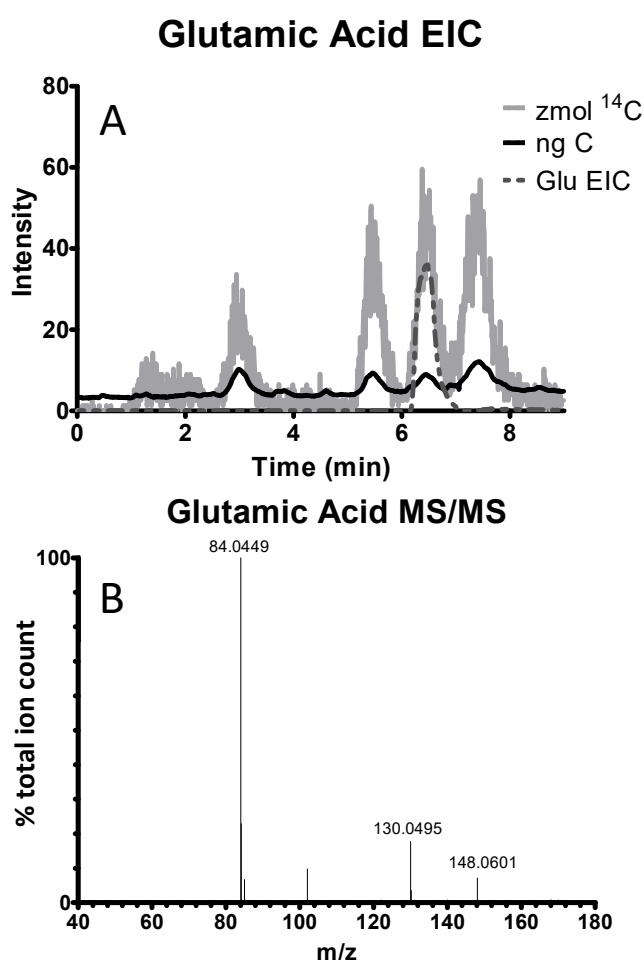 Glutamic Acid EIC
A
zmol ¹⁴C
ng C
Glu EIC
Intensity
80
60
40
20
0
0 2 4 6 8
Time (min)
Glutamic Acid MS/MS
B
% total ion count
100
0
84.0449
130.0495
148.0601
40 60 80 100 120 140 160 180
m/z